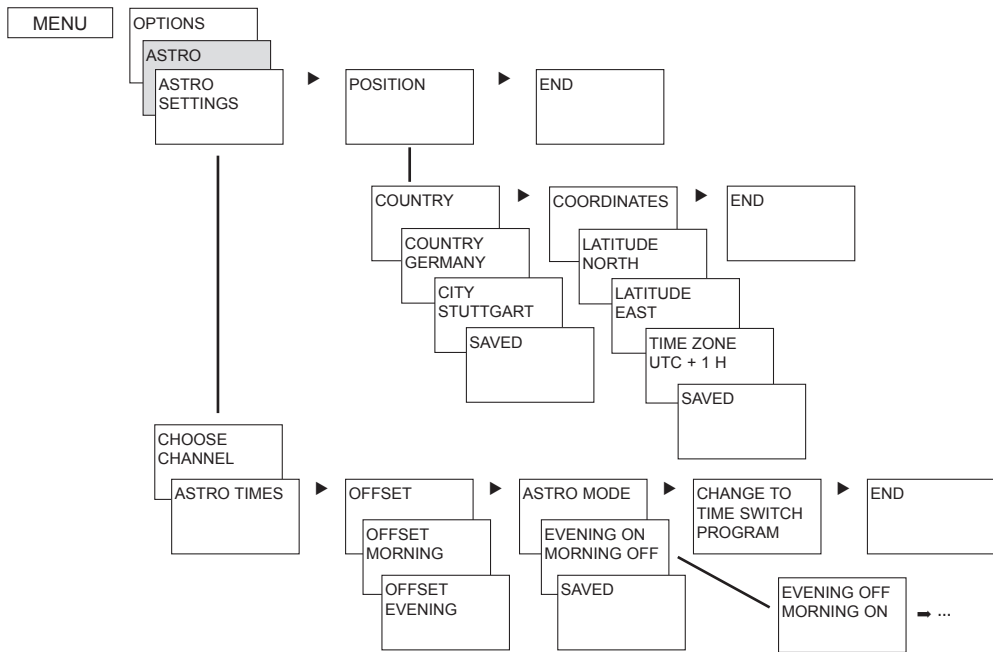 MENU
OPTIONS
ASTRO
ASTRO
SETTINGS
POSITION
END
COUNTRY
COUNTRY
GERMANY
CITY
STUTTGART
SAVED
COORDINATES
LATITUDE
NORTH
LATITUDE
EAST
TIME ZONE
UTC + 1 H
SAVED
END
CHOOSE
CHANNEL
ASTRO TIMES
OFFSET
OFFSET
MORNING
OFFSET
EVENING
ASTRO MODE
EVENING ON
MORNING OFF
SAVED
CHANGE TO
TIME SWITCH
PROGRAM
END
EVENING OFF
MORNING ON
➡ ...